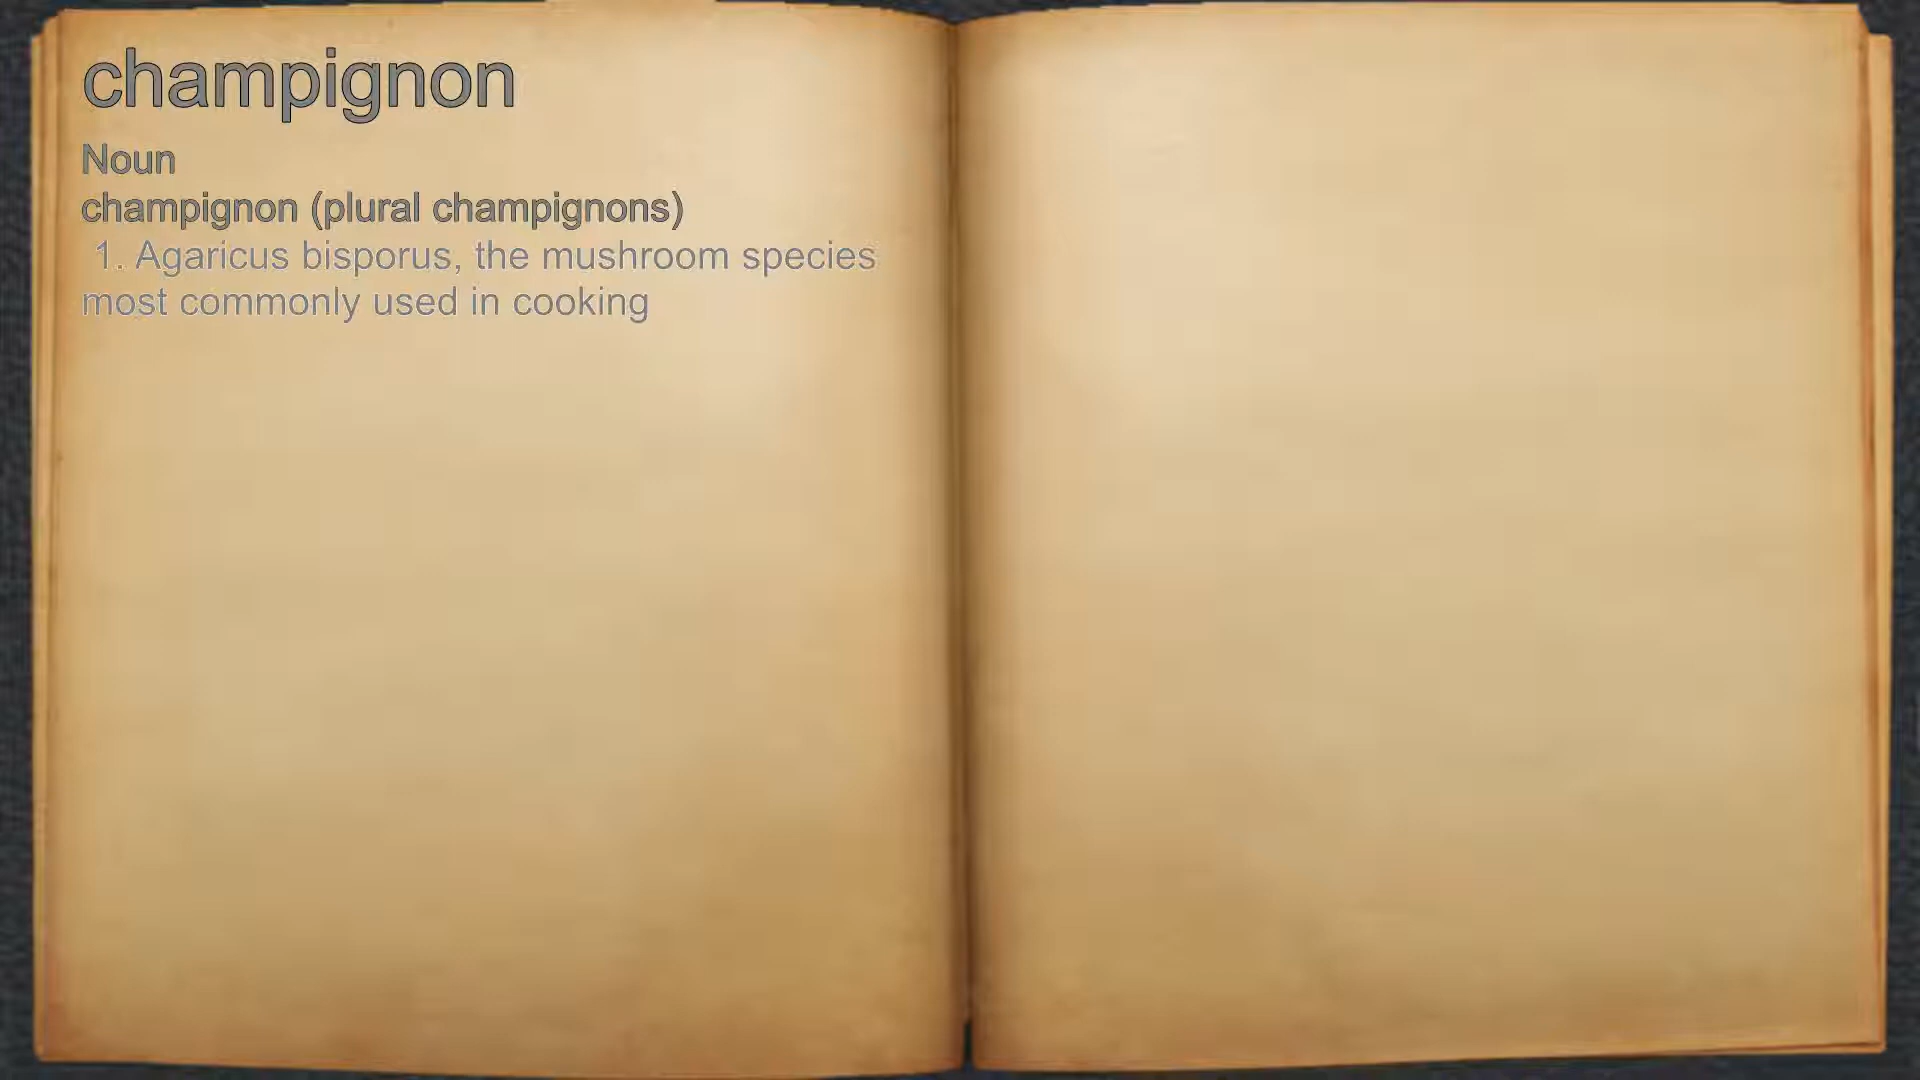 champignon
Noun
champignon (plural champignons)
1. Agaricus bisporus, the mushroom species
most commonly used in cooking